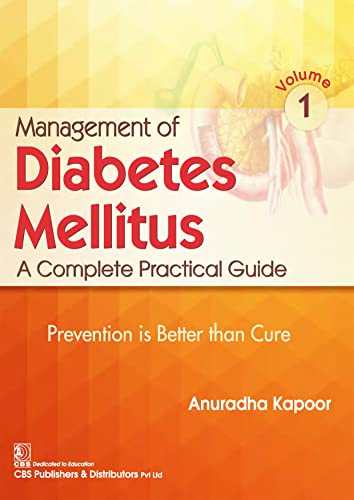 Volume
1
Management of
Diabetes
Mellitus
A Complete Practical Guide
Prevention is Better than Cure
Anuradha Kapoor
CBS Dedicated to Education
CBS Publishers & Distributors Pvt Ltd